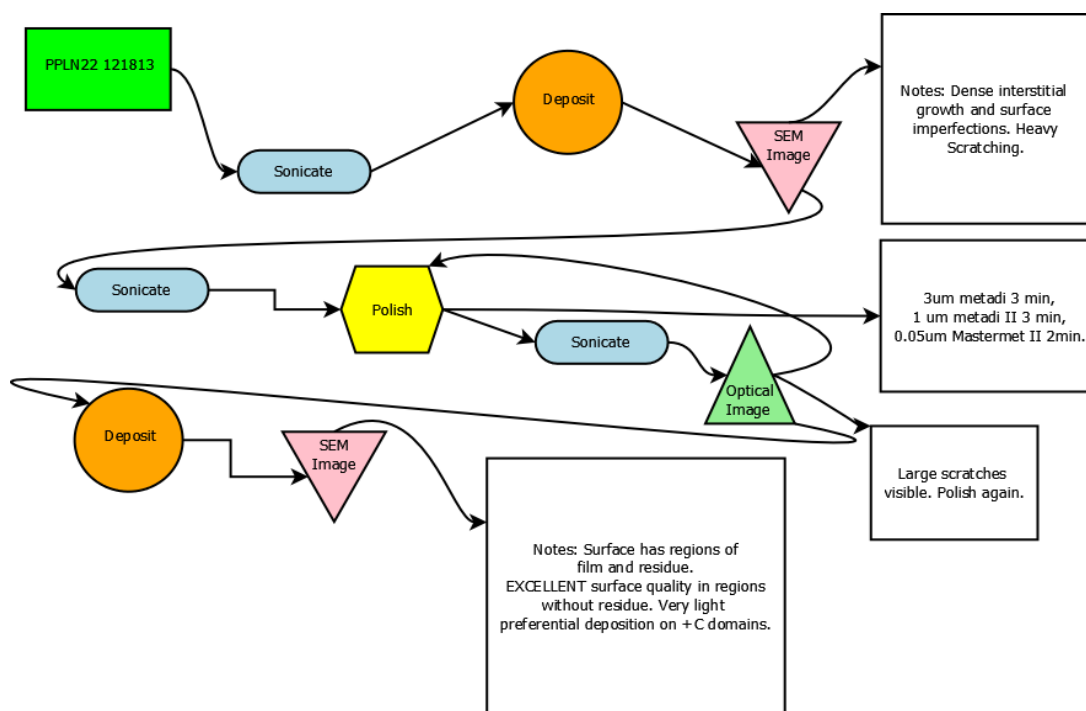 PPLN22 121813
Deposit
SEM
Image
Notes: Dense interstitial
growth and surface
imperfections. Heavy
Scratching.
Sonicate
Sonicate
Polish
Sonicate
Optical
Image
3um metadi 3 min,
1 um metadi II 3 min,
0.05um Mastermet II 2min.
Deposit
SEM
Image
Large scratches
visible. Polish again.
Notes: Surface has regions of
film and residue.
EXCELLENT surface quality in regions
without residue. Very light
preferential deposition on +C domains.